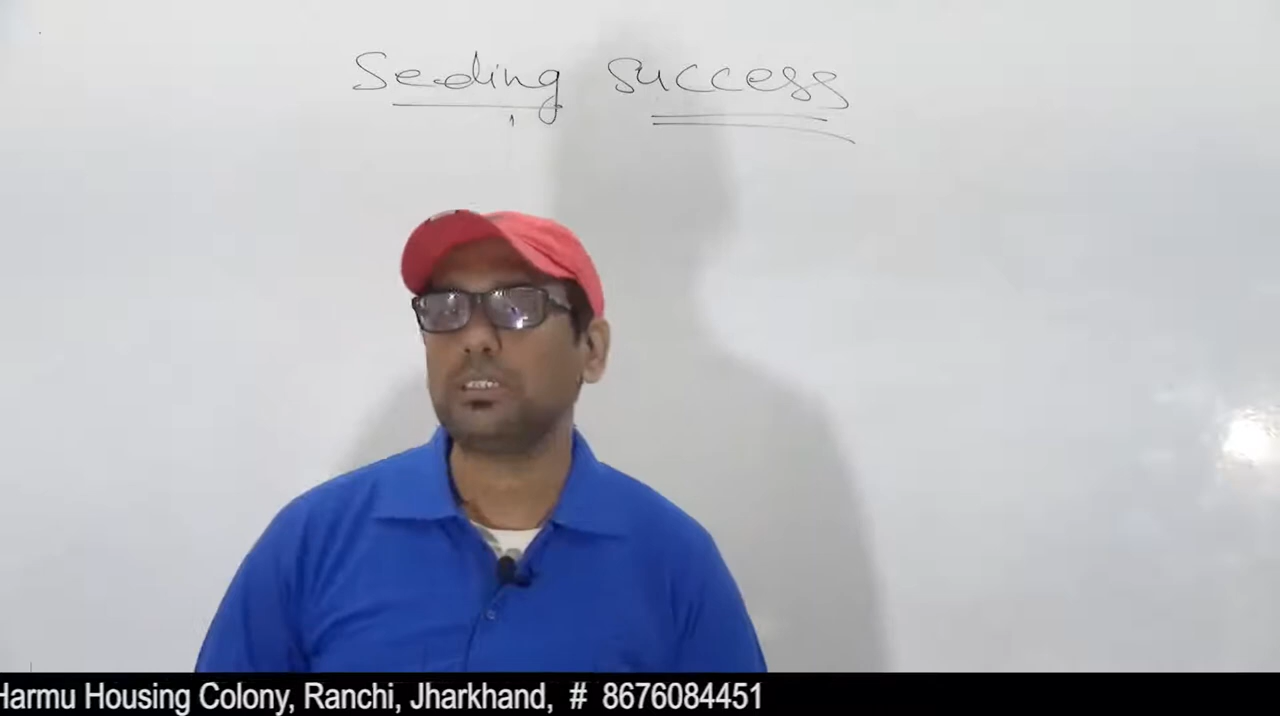 Seeding success
Harmu Housing Colony, Ranchi, Jharkhand, # 8676084451